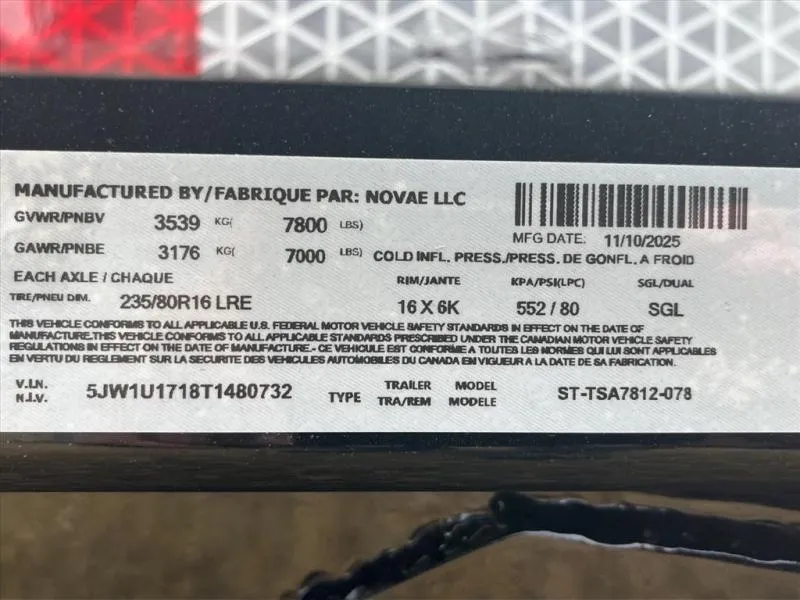 MANUFACTURED BY/FABRIQUE PAR: NOVAE LLC
GVWR/PNBV 3539 KG( 7800 LBS)
MFG DATE: 11/10/2025
GAWR/PNBE 3176 KG( 7000 LBS) COLD INFL. PRESS./PRESS. DE GONFL. A FROID
EACH AXLE / CHAQUE RIM/JANTE KPA/PSI(LPC) SGL/DUAL
TIRE/PNEU DIM. 235/80R16 LRE 16 X 6K 552 / 80 SGL
THIS VEHICLE CONFORMS TO ALL APPLICABLE U.S. FEDERAL MOTOR VEHICLE SAFETY STANDARDS IN EFFECT ON THE DATE OF
MANUFACTURE.THIS VEHICLE CONFORMS TO ALL APPLICABLE STANDARDS PRESCRIBED UNDER THE CANADIAN MOTOR VEHICLE SAFETY
REGULATIONS IN EFFECT ON THE DATE OF MANUFACTURE.- CE VEHICULE EST CONFORME A TOUTES LES NORMES QUI LUI SONT APPLICABLES
EN VERTU DU REGLEMENT SUR LA SECURITE DES VEHICULES AUTOMOBILES DU CANADA EN VIGUEUR A LA DATE DE SA FABRICATION.
V.I.N. 5JW1U1718T1480732 TYPE TRAILER MODEL ST-TSA7812-078
N.I.V. TRA/REM MODELE